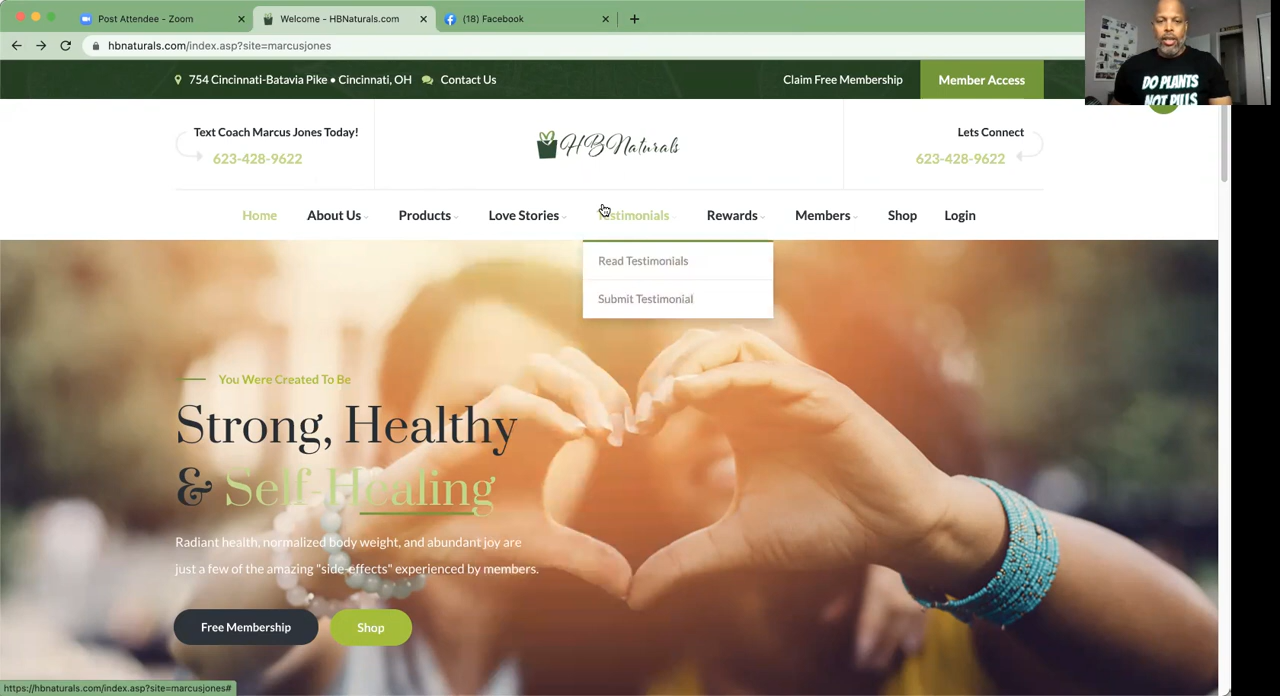 Post Attendee - Zoom
Welcome - HBNaturals.com
(18) Facebook
hbnaturals.com/index.asp?site=marcusjones
754 Cincinnati-Batavia Pike • Cincinnati, OH
Contact Us
Claim Free Membership
Member Access
DO PLANTS
NOT PILLS
Text Coach Marcus Jones Today!
623-428-9622
HBNaturals
Lets Connect
623-428-9622
Home
About Us
Products
Love Stories
Testimonials
Rewards
Members
Shop
Login
Read Testimonials
Submit Testimonial
You Were Created To Be
Strong, Healthy
& Self-Healing
Radiant health, normalized body weight, and abundant joy are
just a few of the amazing "side-effects" experienced by members.
Free Membership
Shop
https://hbnaturals.com/index.asp?site=marcusjones#